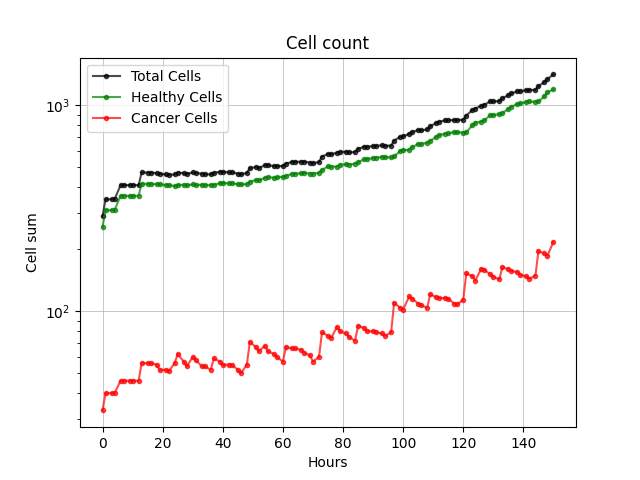 Cell count
Total Cells
Healthy Cells
Cancer Cells
10³
10²
Cell sum
0 20 40 60 80 100 120 140
Hours